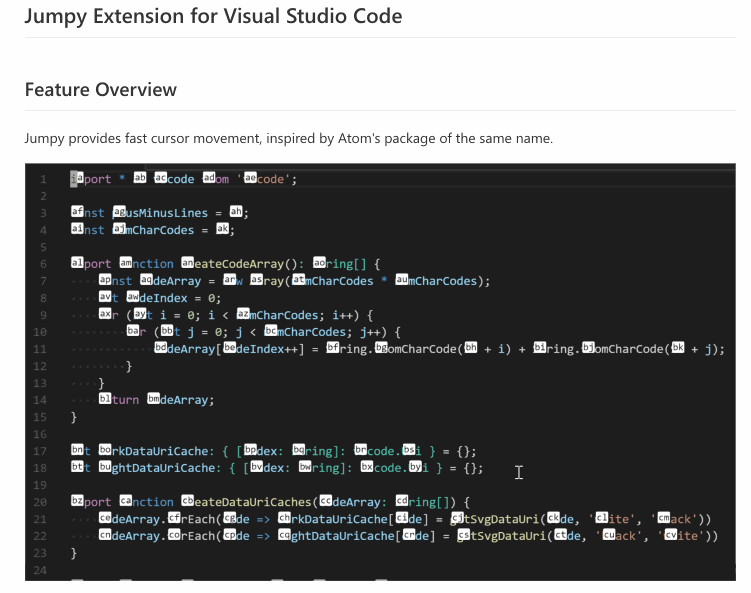 Jumpy Extension for Visual Studio Code
Feature Overview
Jumpy provides fast cursor movement, inspired by Atom's package of the same name.
1 iaport * ab accode adom 'aecode';
2
3 afnst agusMinusLines = ah;
4 ainst ajmCharCodes = ak;
5
6 alport amnction aneateCodeArray(): aoring[] {
7 apnst aqdeArray = arw asray(atmCharCodes * aumCharCodes);
8 avt awdeIndex = 0;
9 axr (ayt i = 0; i < azmCharCodes; i++) {
10 bar (bbt j = 0; j < bcmCharCodes; j++) {
11 bddeArray[bedeIndex++] = bfring.bgomCharCode(bh + i) + biring.bjomCharCode(bk + j);
12 }
13 }
14 blturn bmdeArray;
15 }
16
17 bnt borkDataUriCache: { [bpdex: bqring]: brcode.bsi } = {};
18 btt bughtDataUriCache: { [bvdex: bwring]: bxcode.byi } = {};
19
20 bzport canction cbeateDataUriCaches(ccdeArray: cdring[]) {
21 cedeArray.cfrEach(cgde => chrkDataUriCache[cide] = cjtSvgDataUri(ckde, 'clite', 'cmack'))
22 cndeArray.corEach(cpde => cqghtDataUriCache[crde] = cstSvgDataUri(ctde, 'cuack', 'cvite'))
23 }
24